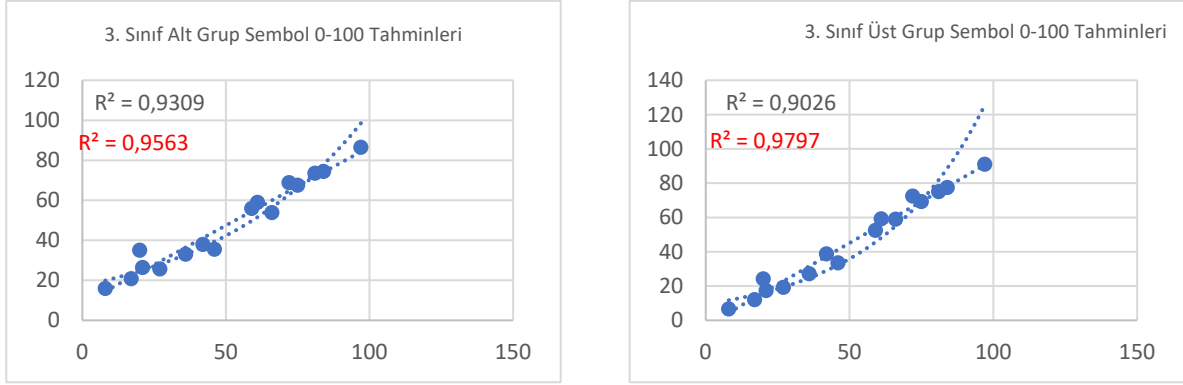 3. Sınıf Alt Grup Sembol 0-100 Tahminleri
R² = 0,9309
R² = 0,9563
120
100
80
60
40
20
0
0 50 100 150
3. Sınıf Üst Grup Sembol 0-100 Tahminleri
R² = 0,9026
R² = 0,9797
140
120
100
80
60
40
20
0
0 50 100 150